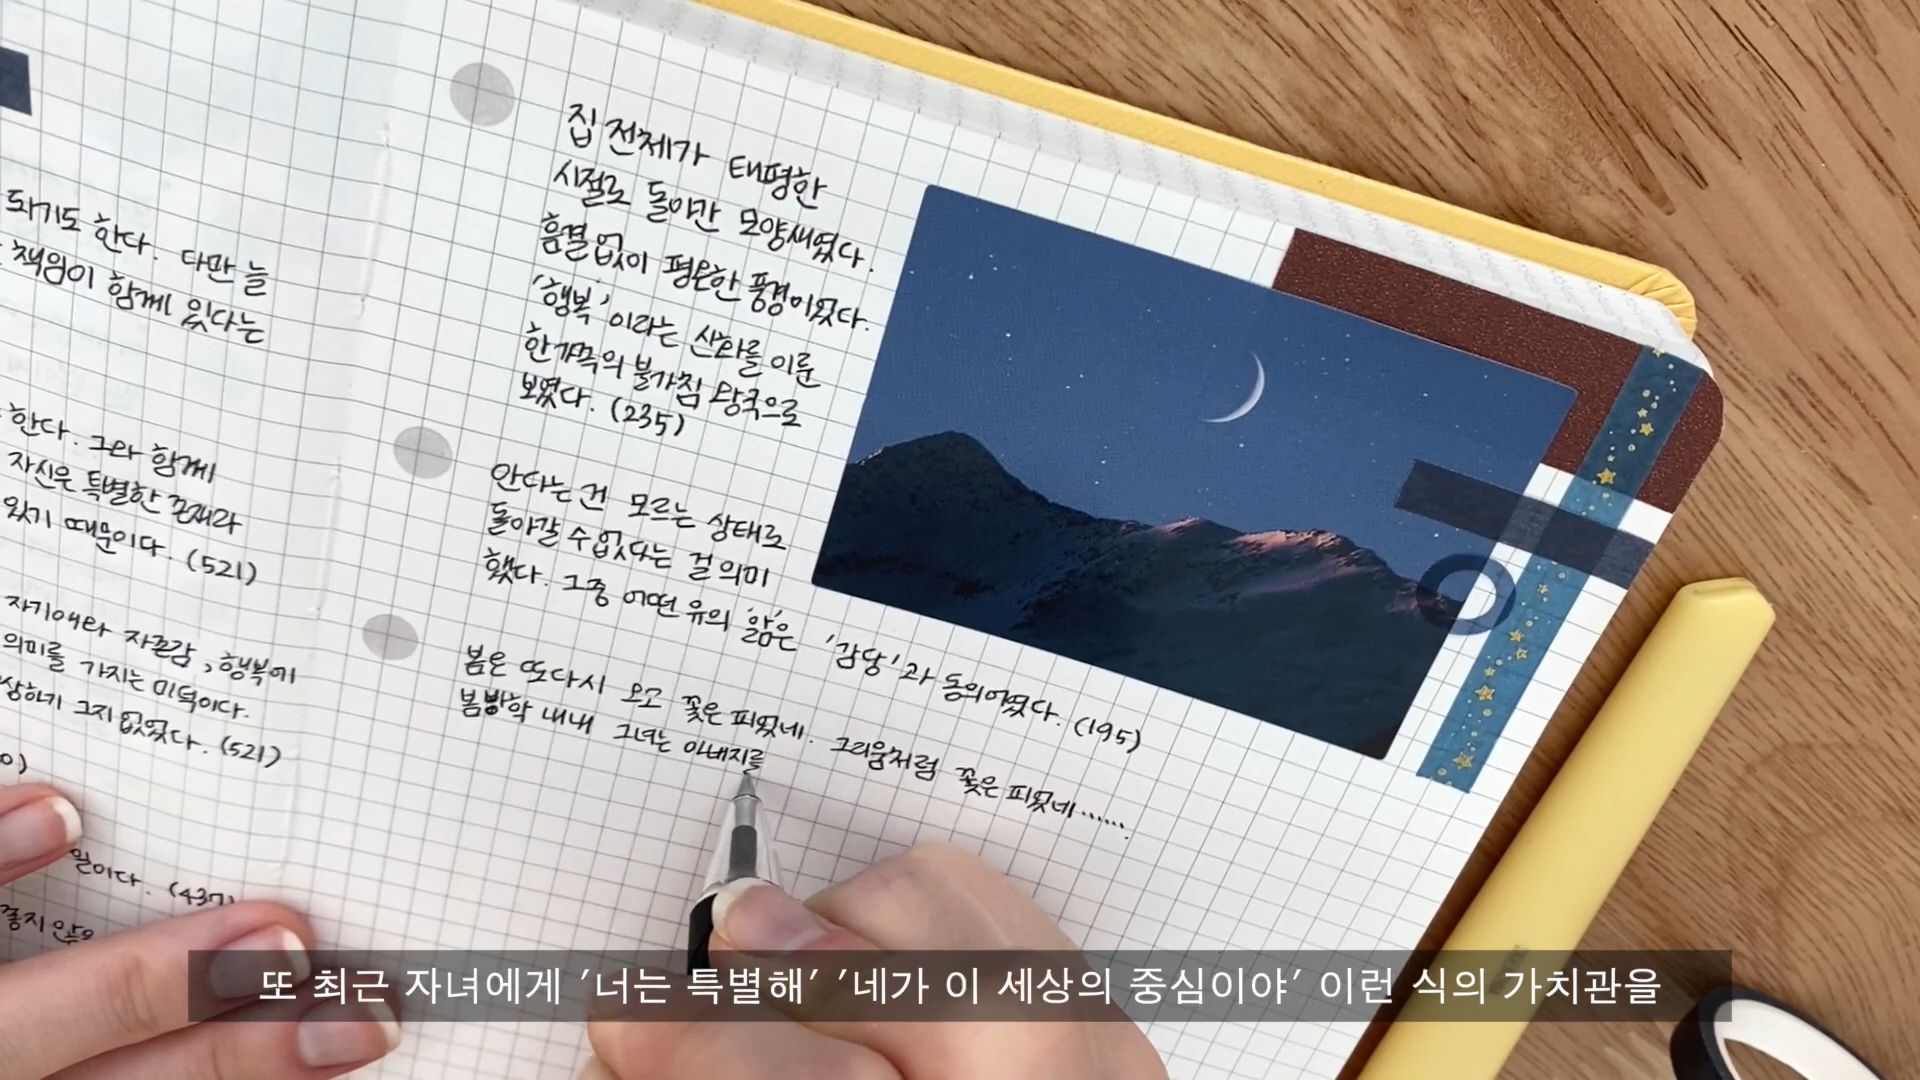 돠기도 한다. 다만 늘
책임이 함께 있다는
한다. 그와 함께
자신은 특별한 존재라
있기 때문이다. (521)
자기애와 자존감, 행복에
의미를 가지는 미덕이다.
상하기 그지없었다. (521)
0)
일이다. (437)
좋지 않은
집 전체가 태평한
시절로 돌아간 모양새였다.
흠결 없이 평온한 풍경이었다.
'행복'이라는 신화를 이룬
한 가족의 불가침 왕국으로
보였다. (235)
안다는 건 모르는 상태로
돌아갈 수 없다는 걸 의미
했다. 그중 어떤 유의 '앎'은 '감당'과 동의어였다. (195)
봄은 또다시 오고 꽃은 피었네. 그리움처럼 꽃은 피었네.......
봄방학 내내 그녀는 아버지를
또 최근 자녀에게 '너는 특별해' '네가 이 세상의 중심이야' 이런 식의 가치관을